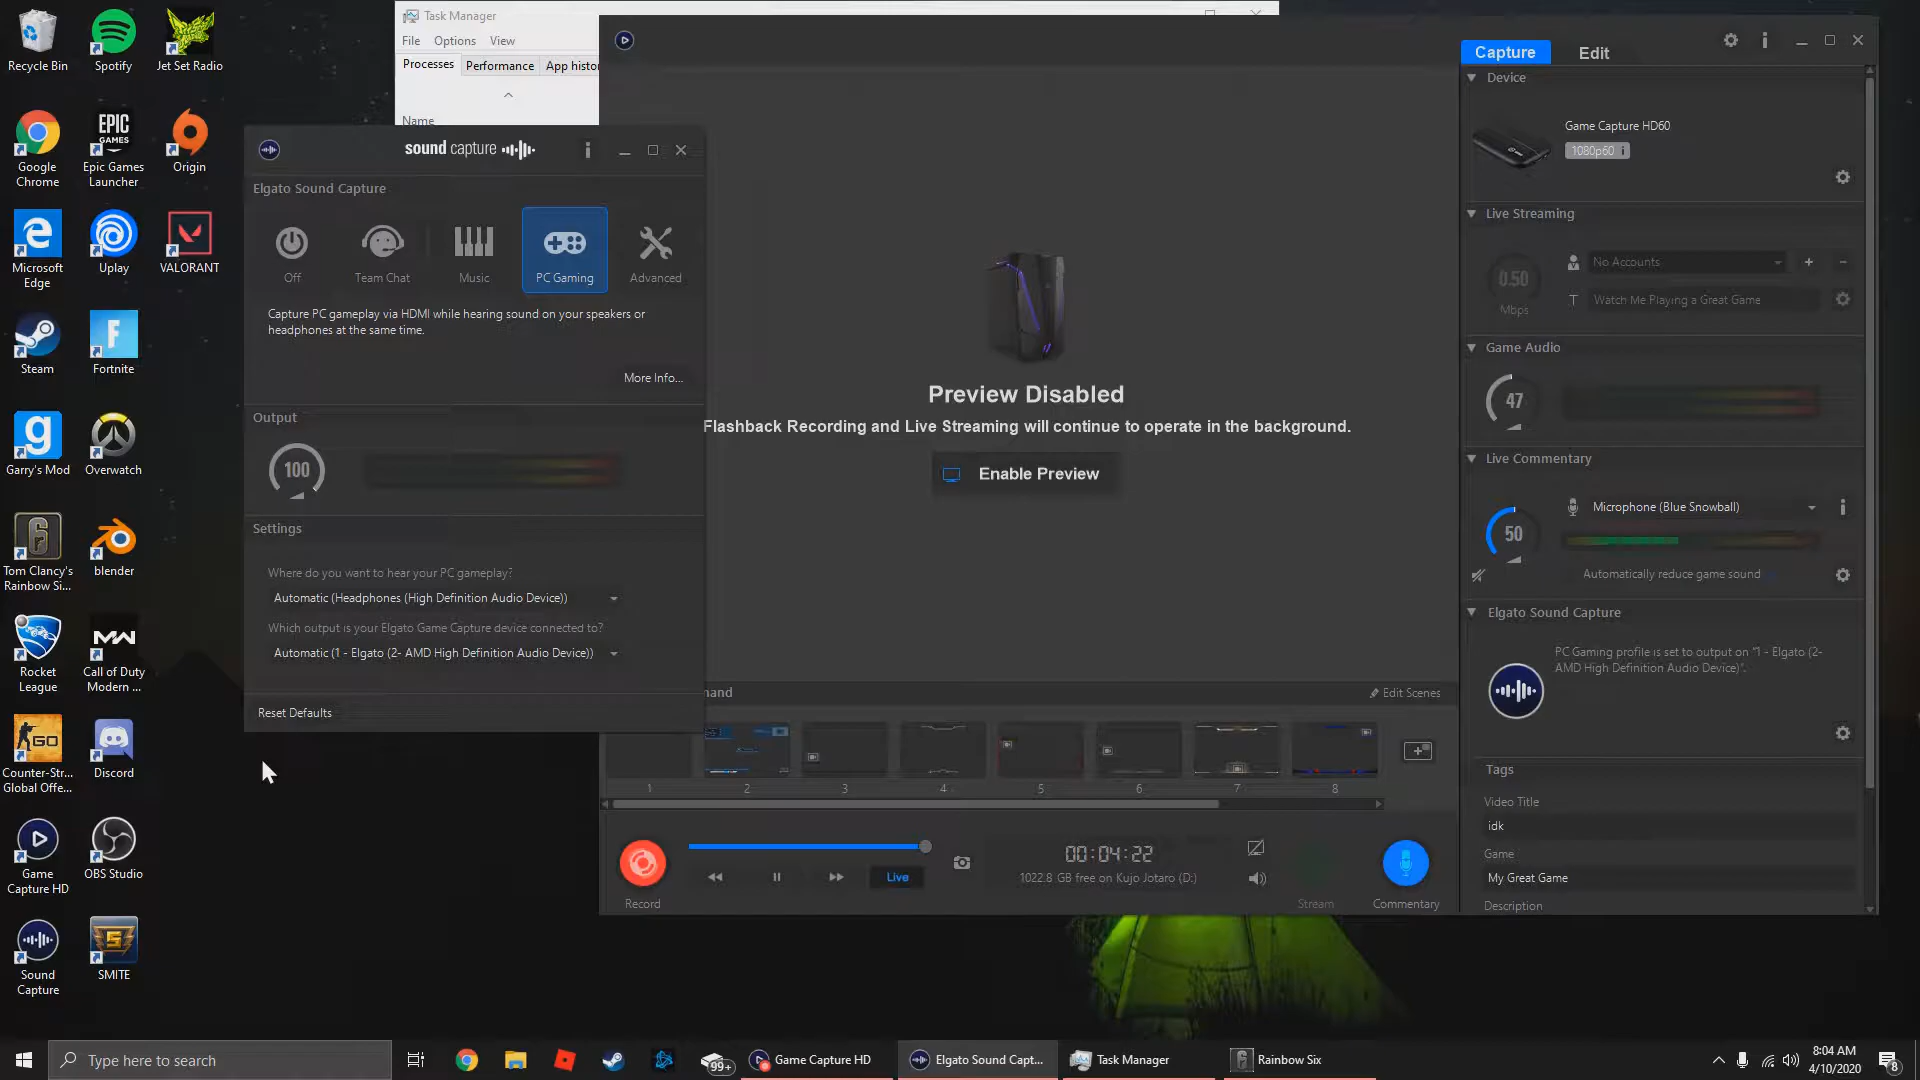 Recycle Bin
Spotify
Jet Set Radio
Google
Chrome
Epic Games
Launcher
Origin
Microsoft
Edge
Uplay
VALORANT
Steam
Fortnite
Garry's Mod
Overwatch
Tom Clancy's
Rainbow Si...
blender
Rocket
League
Call of Duty
Modern ...
Counter-Str...
Global Offe...
Discord
Game
Capture HD
OBS Studio
Sound
Capture
SMITE
Task Manager
File Options View
Processes Performance App histo
Name
sound capture
Elgato Sound Capture
Off
Team Chat
Music
PC Gaming
Advanced
Capture PC gameplay via HDMI while hearing sound on your speakers or
headphones at the same time.
More Info...
Output
100
Settings
Where do you want to hear your PC gameplay?
Automatic (Headphones (High Definition Audio Device))
Which output is your Elgato Game Capture device connected to?
Automatic (1 - Elgato (2- AMD High Definition Audio Device))
Reset Defaults
Preview Disabled
Flashback Recording and Live Streaming will continue to operate in the background.
Enable Preview
mand
Edit Scenes
1 2 3 4 5 6 7 8
Record
Live
00:04:22
1022.8 GB free on Kujo Jotaro (D:)
Stream
Commentary
Capture Edit
Device
Game Capture HD60
1080p60 i
Live Streaming
0.50
Mbps
No Accounts
Watch Me Playing a Great Game
Game Audio
47
Live Commentary
50
Microphone (Blue Snowball)
Automatically reduce game sound
Elgato Sound Capture
PC Gaming profile is set to output on "1 - Elgato (2-
AMD High Definition Audio Device)".
Tags
Video Title
idk
Game
My Great Game
Description
Type here to search
99+
Game Capture HD
Elgato Sound Capt...
Task Manager
Rainbow Six
8:04 AM
4/10/2020
8